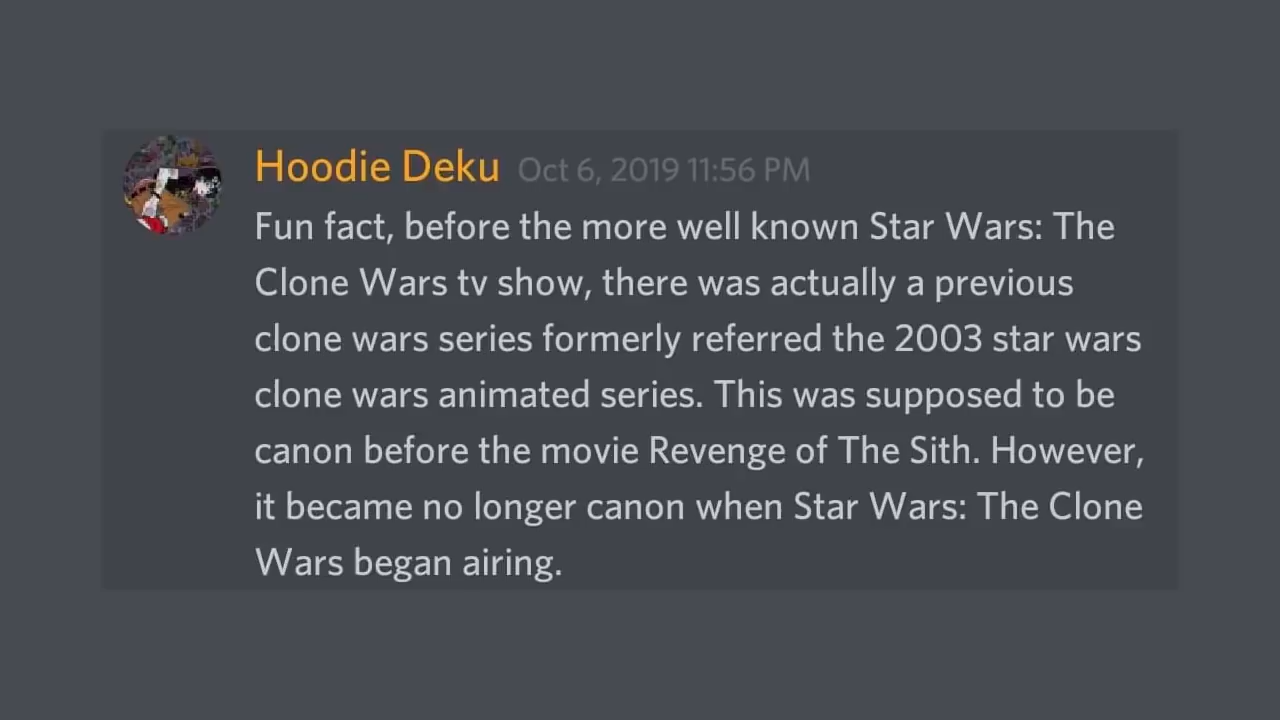 Hoodie Deku Oct 6, 2019 11:56 PM
Fun fact, before the more well known Star Wars: The
Clone Wars tv show, there was actually a previous
clone wars series formerly referred the 2003 star wars
clone wars animated series. This was supposed to be
canon before the movie Revenge of The Sith. However,
it became no longer canon when Star Wars: The Clone
Wars began airing.